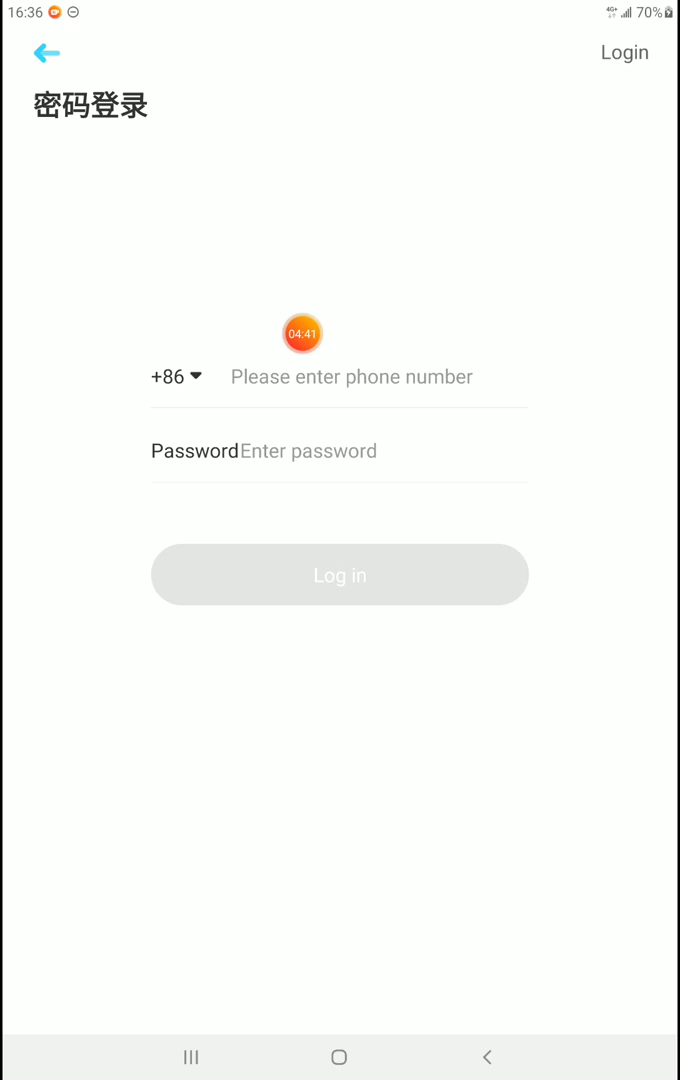 16:36 4G+ 70%
Login
密码登录
04:41
+86 Please enter phone number
Password Enter password
Log in